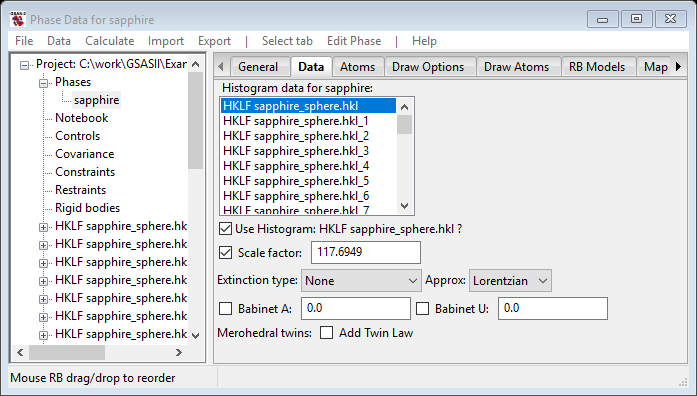 Phase Data for sapphire
File Data Calculate Import Export | Select tab Edit Phase | Help
Project: C:\work\GSASII\Exan
Phases
sapphire
Notebook
Controls
Covariance
Constraints
Restraints
Rigid bodies
HKLF sapphire_sphere.hk
HKLF sapphire_sphere.hk
HKLF sapphire_sphere.hk
HKLF sapphire_sphere.hk
HKLF sapphire_sphere.hk
HKLF sapphire_sphere.hk
HKLF sapphire_sphere.hk
General Data Atoms Draw Options Draw Atoms RB Models Map
Histogram data for sapphire:
HKLF sapphire_sphere.hkl
HKLF sapphire_sphere.hkl_1
HKLF sapphire_sphere.hkl_2
HKLF sapphire_sphere.hkl_3
HKLF sapphire_sphere.hkl_4
HKLF sapphire_sphere.hkl_5
HKLF sapphire_sphere.hkl_6
HKLF sapphire_sphere.hkl_7
Use Histogram: HKLF sapphire_sphere.hkl ?
Scale factor: 117.6949
Extinction type: None Approx: Lorentzian
Babinet A: 0.0 Babinet U: 0.0
Merohedral twins: Add Twin Law
Mouse RB drag/drop to reorder